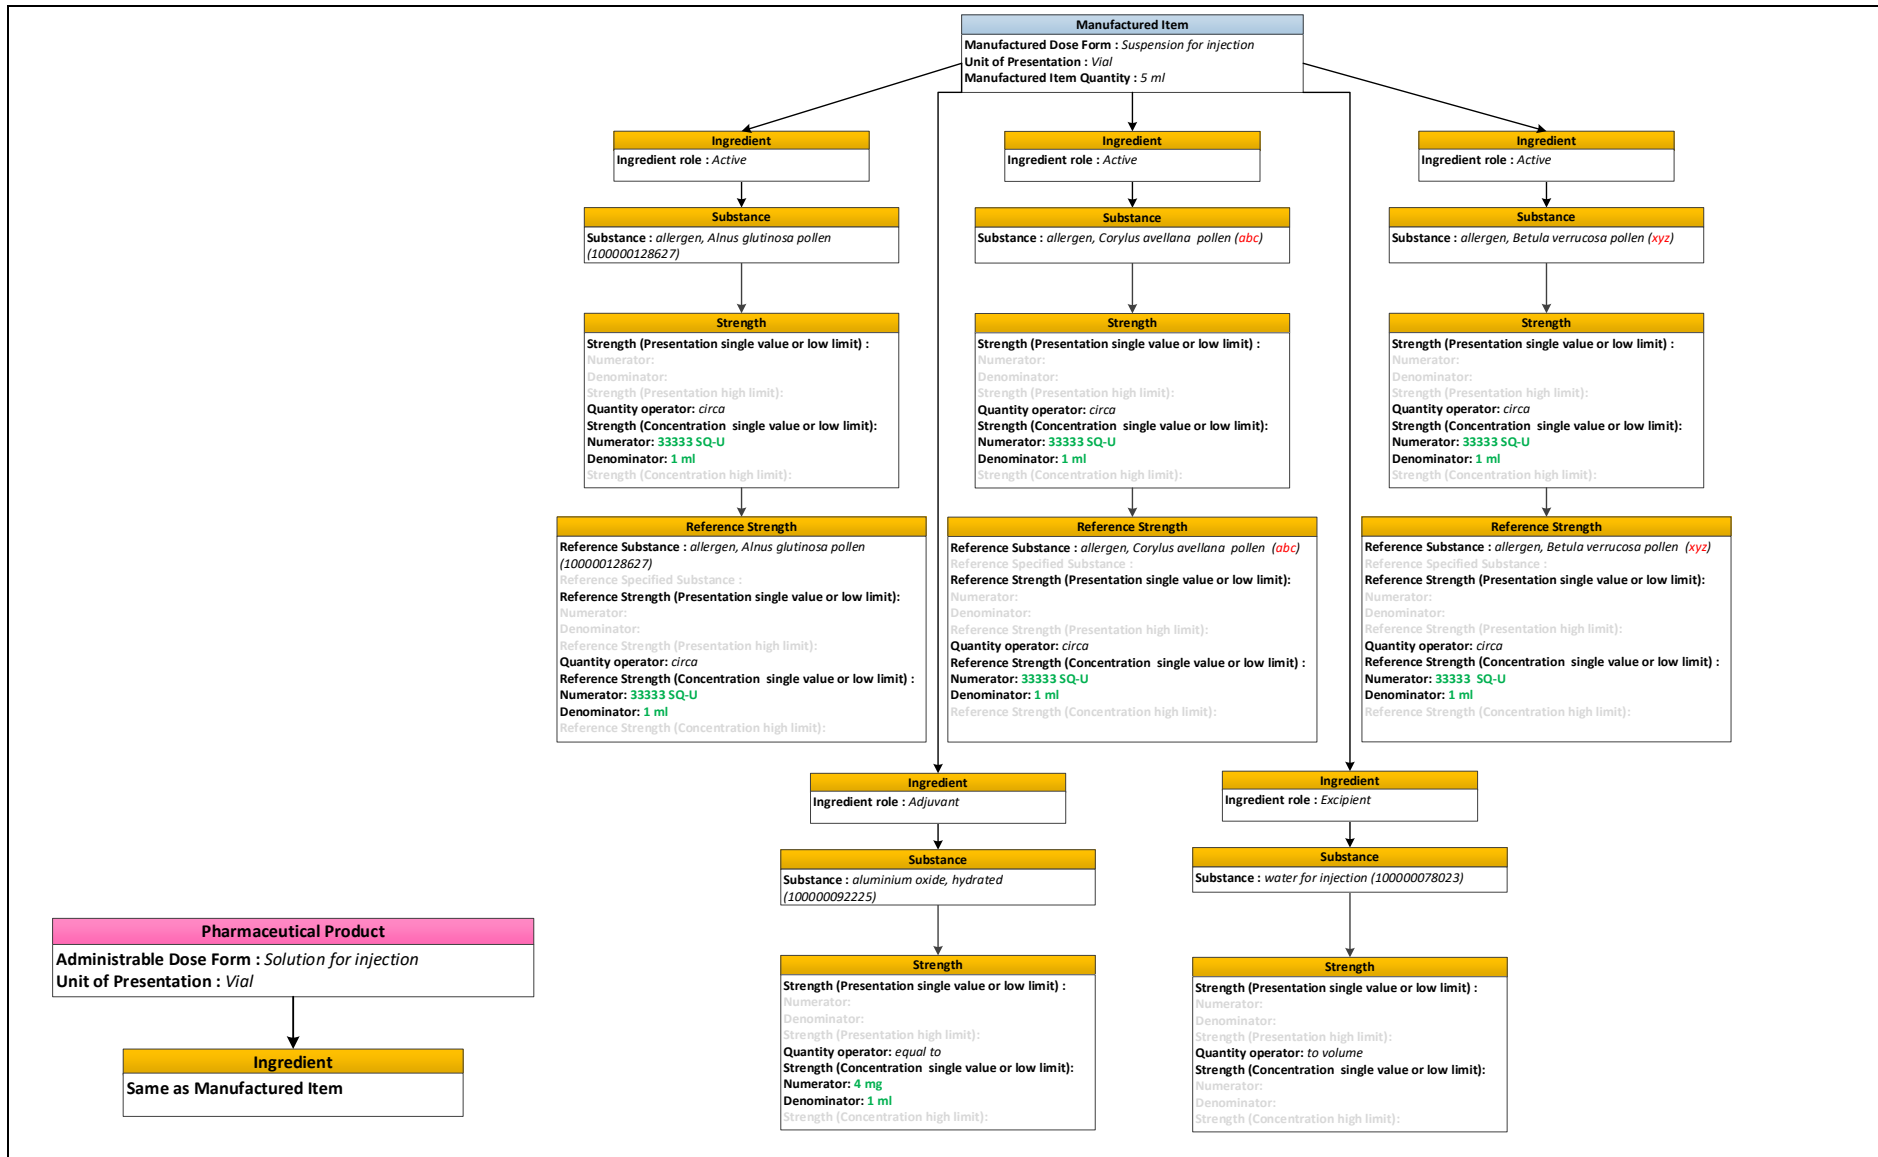 Manufactured Item
Manufactured Dose Form : Suspension for injection
Unit of Presentation : Vial
Manufactured Item Quantity : 5 ml
Ingredient
Ingredient role : Active
Substance
Substance : allergen, Alnus glutinosa pollen
(100000128627)
Strength
Strength (Presentation single value or low limit) :
Numerator:
Denominator:
Strength (Presentation high limit):
Quantity operator: circa
Strength (Concentration single value or low limit):
Numerator: 33333 SQ-U
Denominator: 1 ml
Strength (Concentration high limit):
Reference Strength
Reference Substance : allergen, Alnus glutinosa pollen
(100000128627)
Reference Specified Substance :
Reference Strength (Presentation single value or low limit):
Numerator:
Denominator:
Reference Strength (Presentation high limit):
Quantity operator: circa
Reference Strength (Concentration single value or low limit) :
Numerator: 33333 SQ-U
Denominator: 1 ml
Reference Strength (Concentration high limit):
Ingredient
Ingredient role : Active
Substance
Substance : allergen, Corylus avellana pollen (abc)
Strength
Strength (Presentation single value or low limit) :
Numerator:
Denominator:
Strength (Presentation high limit):
Quantity operator: circa
Strength (Concentration single value or low limit):
Numerator: 33333 SQ-U
Denominator: 1 ml
Strength (Concentration high limit):
Reference Strength
Reference Substance : allergen, Corylus avellana pollen (abc)
Reference Specified Substance :
Reference Strength (Presentation single value or low limit):
Numerator:
Denominator:
Reference Strength (Presentation high limit):
Quantity operator: circa
Reference Strength (Concentration single value or low limit) :
Numerator: 33333 SQ-U
Denominator: 1 ml
Reference Strength (Concentration high limit):
Ingredient
Ingredient role : Active
Substance
Substance : allergen, Betula verrucosa pollen (xyz)
Strength
Strength (Presentation single value or low limit) :
Numerator:
Denominator:
Strength (Presentation high limit):
Quantity operator: circa
Strength (Concentration single value or low limit):
Numerator: 33333 SQ-U
Denominator: 1 ml
Strength (Concentration high limit):
Reference Strength
Reference Substance : allergen, Betula verrucosa pollen (xyz)
Reference Specified Substance :
Reference Strength (Presentation single value or low limit):
Numerator:
Denominator:
Reference Strength (Presentation high limit):
Quantity operator: circa
Reference Strength (Concentration single value or low limit) :
Numerator: 33333 SQ-U
Denominator: 1 ml
Reference Strength (Concentration high limit):
Ingredient
Ingredient role : Adjuvant
Substance
Substance : aluminium oxide, hydrated
(100000092225)
Strength
Strength (Presentation single value or low limit) :
Numerator:
Denominator:
Strength (Presentation high limit):
Quantity operator: equal to
Strength (Concentration single value or low limit):
Numerator: 4 mg
Denominator: 1 ml
Strength (Concentration high limit):
Ingredient
Ingredient role : Excipient
Substance
Substance : water for injection (100000078023)
Strength
Strength (Presentation single value or low limit) :
Numerator:
Denominator:
Strength (Presentation high limit):
Quantity operator: to volume
Strength (Concentration single value or low limit):
Numerator:
Denominator:
Strength (Concentration high limit):
Pharmaceutical Product
Administrable Dose Form : Solution for injection
Unit of Presentation : Vial
Ingredient
Same as Manufactured Item